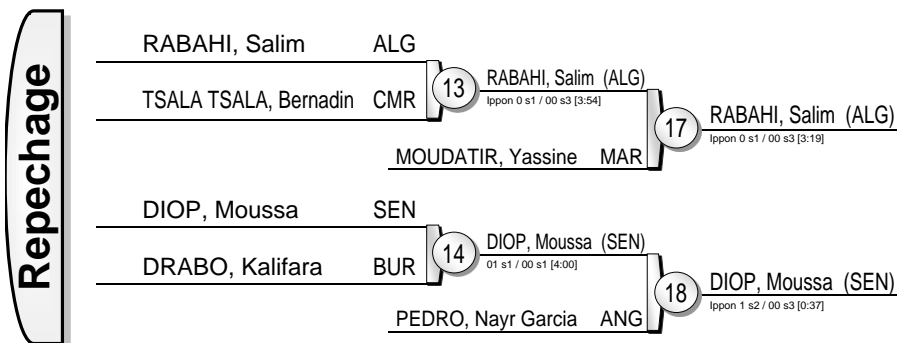 Repechage
RABAHI, Salim ALG
TSALA TSALA, Bernadin CMR
13
RABAHI, Salim (ALG)
Ippon 0 s1 / 00 s3 [3:54]
MOUDATIR, Yassine MAR
17
RABAHI, Salim (ALG)
Ippon 0 s1 / 00 s3 [3:19]
DIOP, Moussa SEN
DRABO, Kalifara BUR
14
DIOP, Moussa (SEN)
01 s1 / 00 s1 [4:00]
PEDRO, Nayr Garcia ANG
18
DIOP, Moussa (SEN)
Ippon 1 s2 / 00 s3 [0:37]